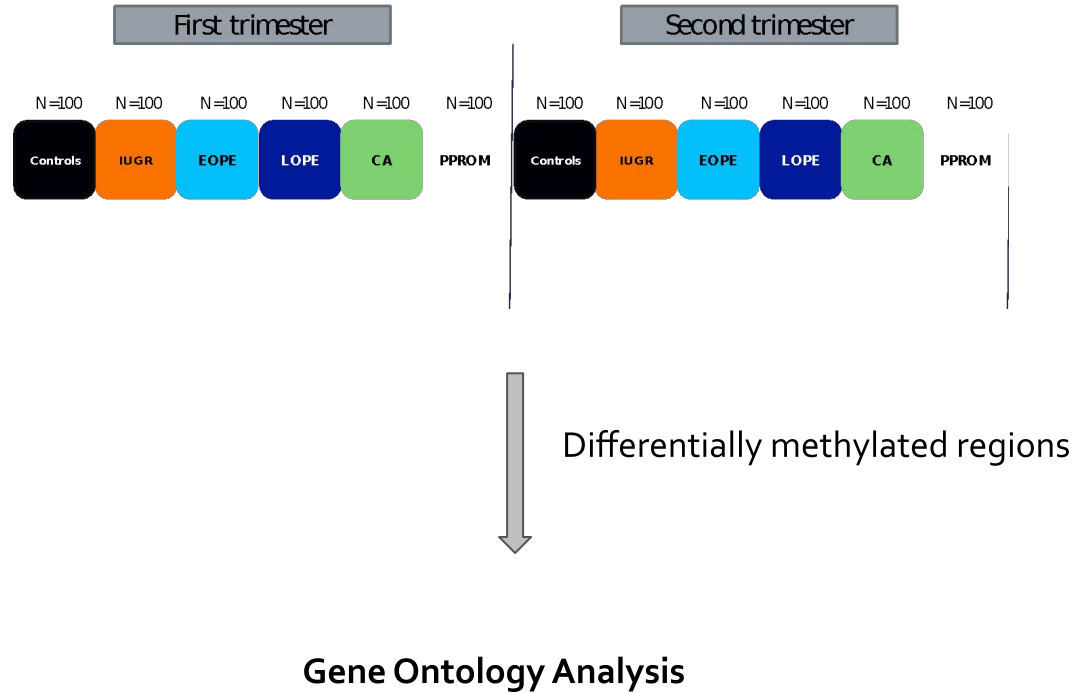 First trimester
Second trimester
N=100 N=100 N=100 N=100 N=100 N=100 N=100 N=100 N=100 N=100 N=100 N=100
Controls IUGR EOPE LOPE CA PPROM Controls IUGR EOPE LOPE CA PPROM
Differentially methylated regions
Gene Ontology Analysis